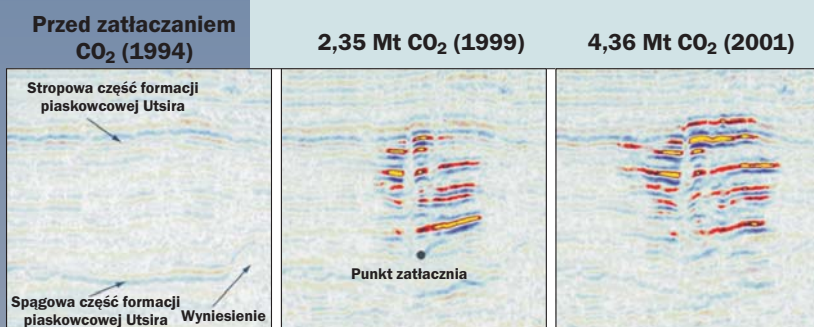 Przed zatłaczaniem
CO₂ (1994)
2,35 Mt CO₂ (1999)
4,36 Mt CO₂ (2001)
Stropowa część formacji
piaskowcowej Utsira
Punkt zatłacznia
Spągowa część formacji
piaskowcowej Utsira
Wyniesienie